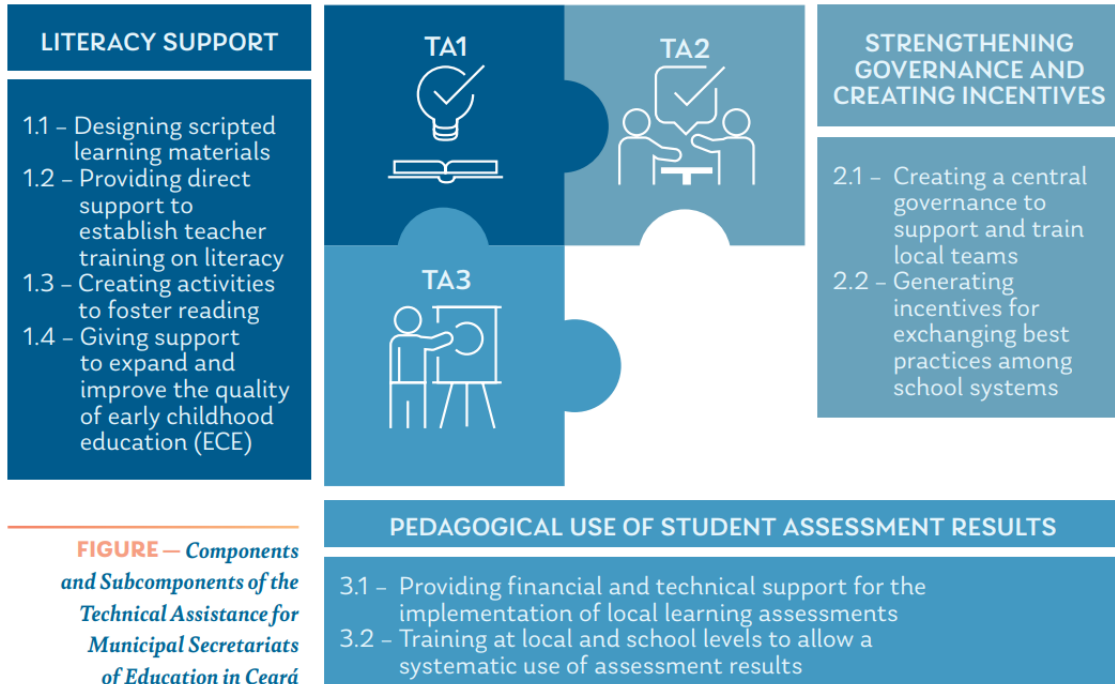 LITERACY SUPPORT
1.1 – Designing scripted
learning materials
1.2 – Providing direct
support to
establish teacher
training on literacy
1.3 – Creating activities
to foster reading
1.4 – Giving support
to expand and
improve the quality
of early childhood
education (ECE)
TA1
TA2
TA3
STRENGTHENING
GOVERNANCE AND
CREATING INCENTIVES
2.1 – Creating a central
governance to
support and train
local teams
2.2 – Generating
incentives for
exchanging best
practices among
school systems
PEDAGOGICAL USE OF STUDENT ASSESSMENT RESULTS
3.1 – Providing financial and technical support for the
implementation of local learning assessments
3.2 – Training at local and school levels to allow a
systematic use of assessment results
FIGURE — Components
and Subcomponents of the
Technical Assistance for
Municipal Secretariats
of Education in Ceará